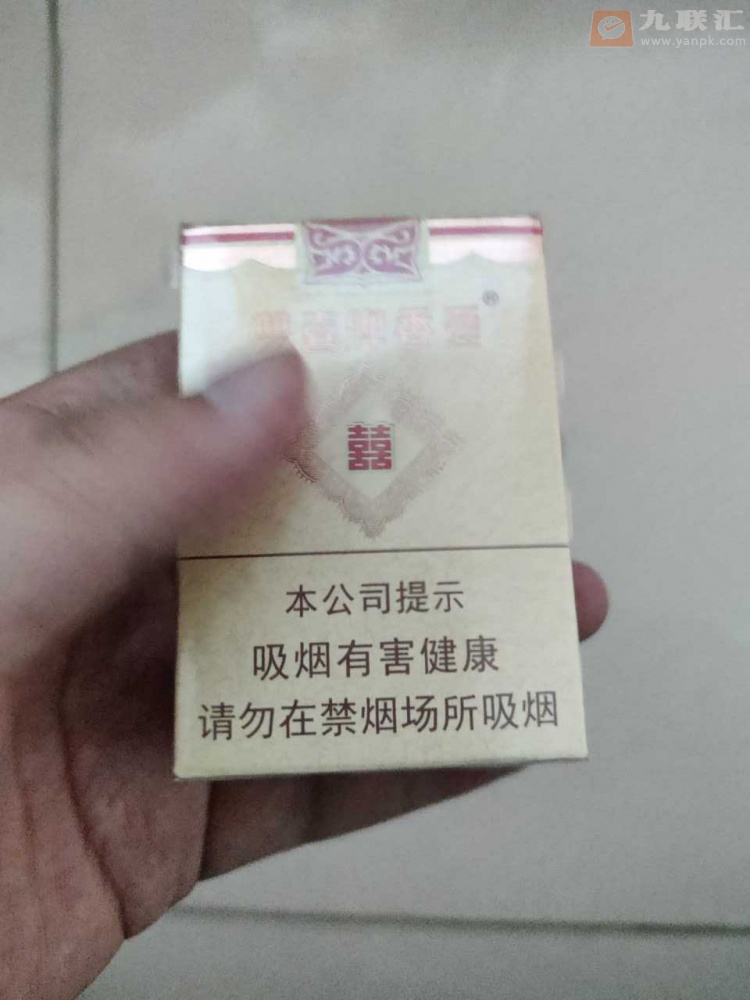 九联汇
www.yanpk.com
®
囍
本公司提示
吸烟有害健康
请勿在禁烟场所吸烟